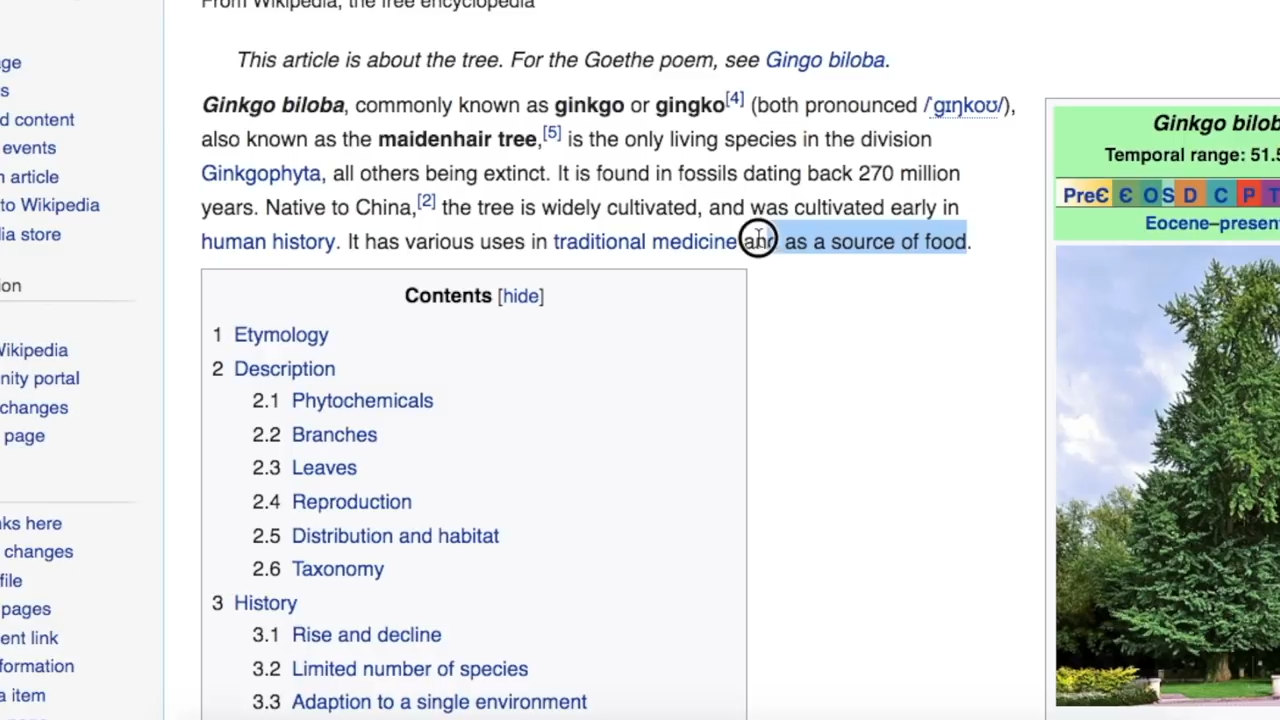 From Wikipedia, the free encyclopedia
This article is about the tree. For the Goethe poem, see Gingo biloba.
Ginkgo biloba, commonly known as ginkgo or gingko[4] (both pronounced /ˈɡɪŋkoʊ/),
also known as the maidenhair tree,[5] is the only living species in the division
Ginkgophyta, all others being extinct. It is found in fossils dating back 270 million
years. Native to China,[2] the tree is widely cultivated, and was cultivated early in
human history. It has various uses in traditional medicine and as a source of food.
Contents [hide]
1 Etymology
2 Description
2.1 Phytochemicals
2.2 Branches
2.3 Leaves
2.4 Reproduction
2.5 Distribution and habitat
2.6 Taxonomy
3 History
3.1 Rise and decline
3.2 Limited number of species
3.3 Adaption to a single environment
Ginkgo bilob
Temporal range: 51.5
PreЄ Є O S D C P T
Eocene–present
ge
s
d content
events
n article
to Wikipedia
dia store
ion
Wikipedia
nity portal
changes
page
nks here
changes
file
pages
ent link
formation
a item